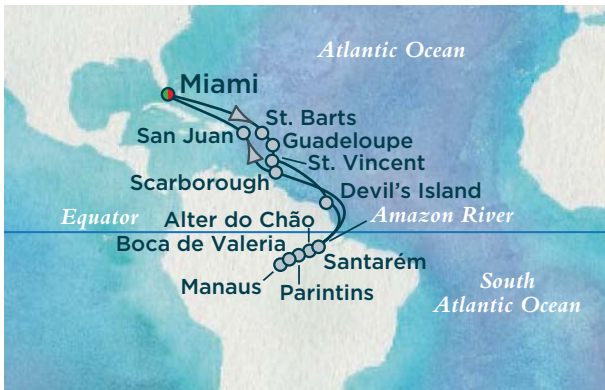 Atlantic Ocean
Miami
St. Barts
San Juan
Guadeloupe
St. Vincent
Scarborough
Devil's Island
Equator
Alter do Chão
Amazon River
Boca de Valeria
Santarém
Manaus
Parintins
South
Atlantic Ocean